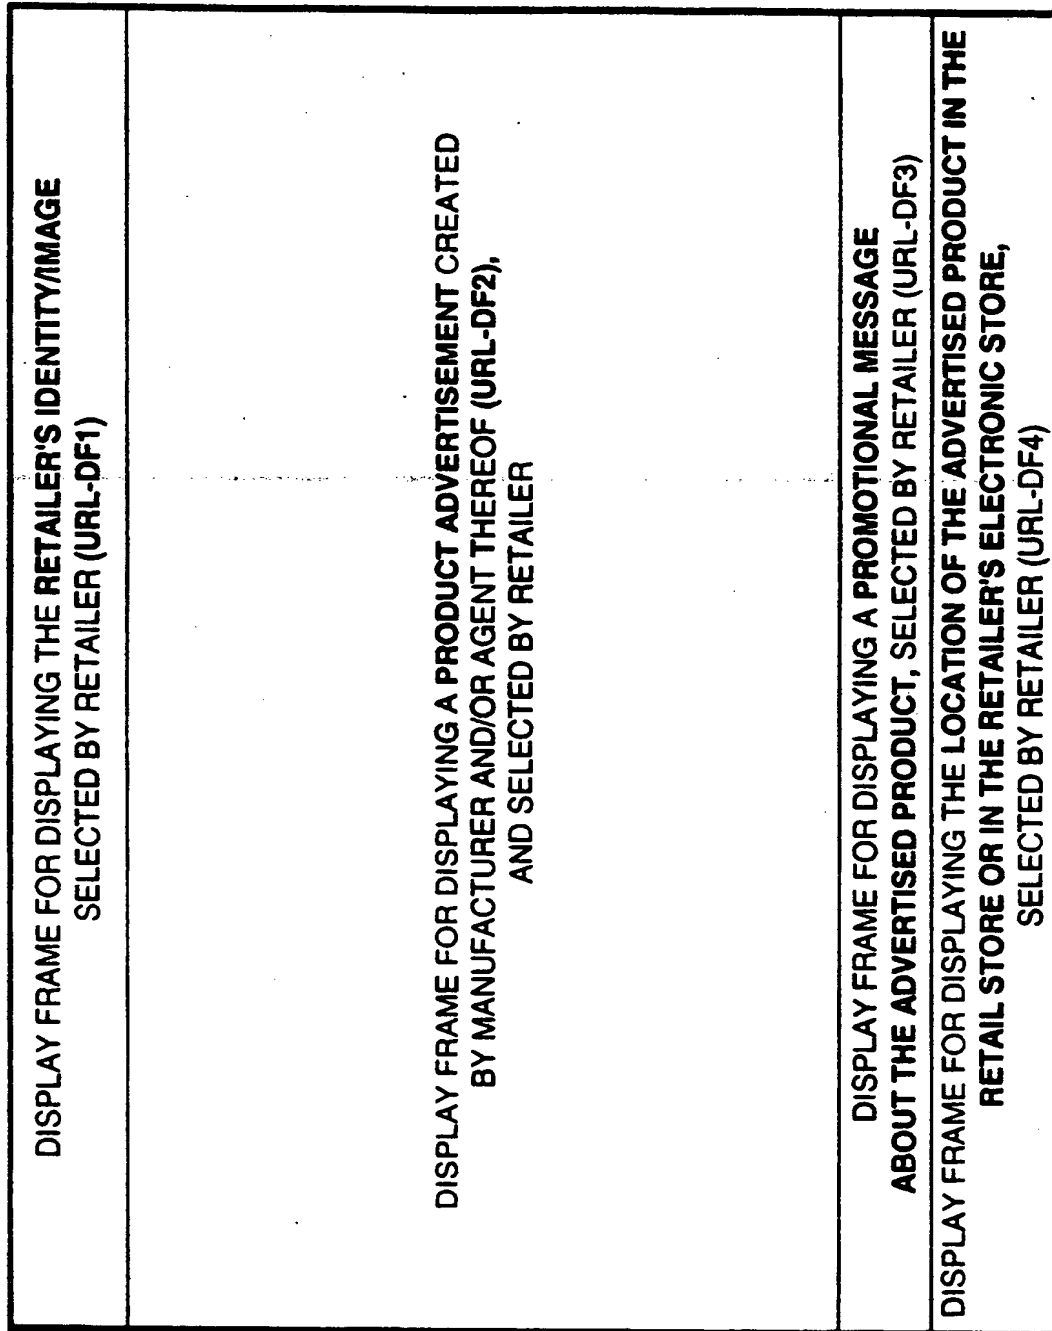 DISPLAY FRAME FOR DISPLAYING THE RETAILER'S IDENTITY/IMAGE
SELECTED BY RETAILER (URL-DF1)
DISPLAY FRAME FOR DISPLAYING A PRODUCT ADVERTISEMENT CREATED
BY MANUFACTURER AND/OR AGENT THEREOF (URL-DF2),
AND SELECTED BY RETAILER
DISPLAY FRAME FOR DISPLAYING A PROMOTIONAL MESSAGE
ABOUT THE ADVERTISED PRODUCT, SELECTED BY RETAILER (URL-DF3)
DISPLAY FRAME FOR DISPLAYING THE LOCATION OF THE ADVERTISED PRODUCT IN THE
RETAIL STORE OR IN THE RETAILER'S ELECTRONIC STORE,
SELECTED BY RETAILER (URL-DF4)